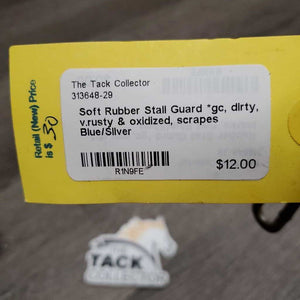 Retail (New) Price
is $ 30
The Tack Collector
313648-29
Soft Rubber Stall Guard *gc, dirty,
v.rusty & oxidized, scrapes
Blue/Silver
R1N9FE
$12.00
THE
TACK
COLLECTOR